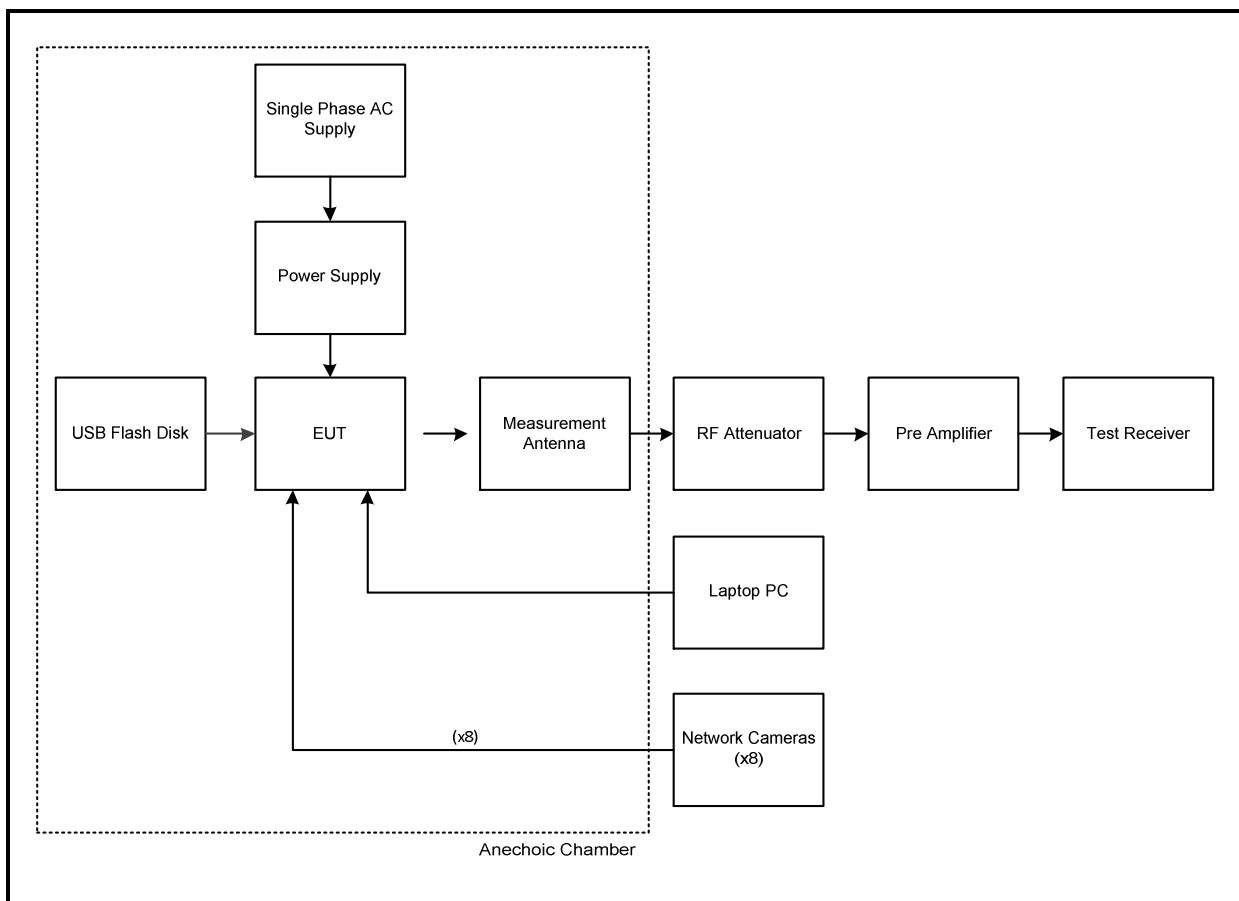 Single Phase AC
Supply
Power Supply
USB Flash Disk
EUT
Measurement
Antenna
RF Attenuator
Pre Amplifier
Test Receiver
Laptop PC
(x8)
Network Cameras
(x8)
Anechoic Chamber